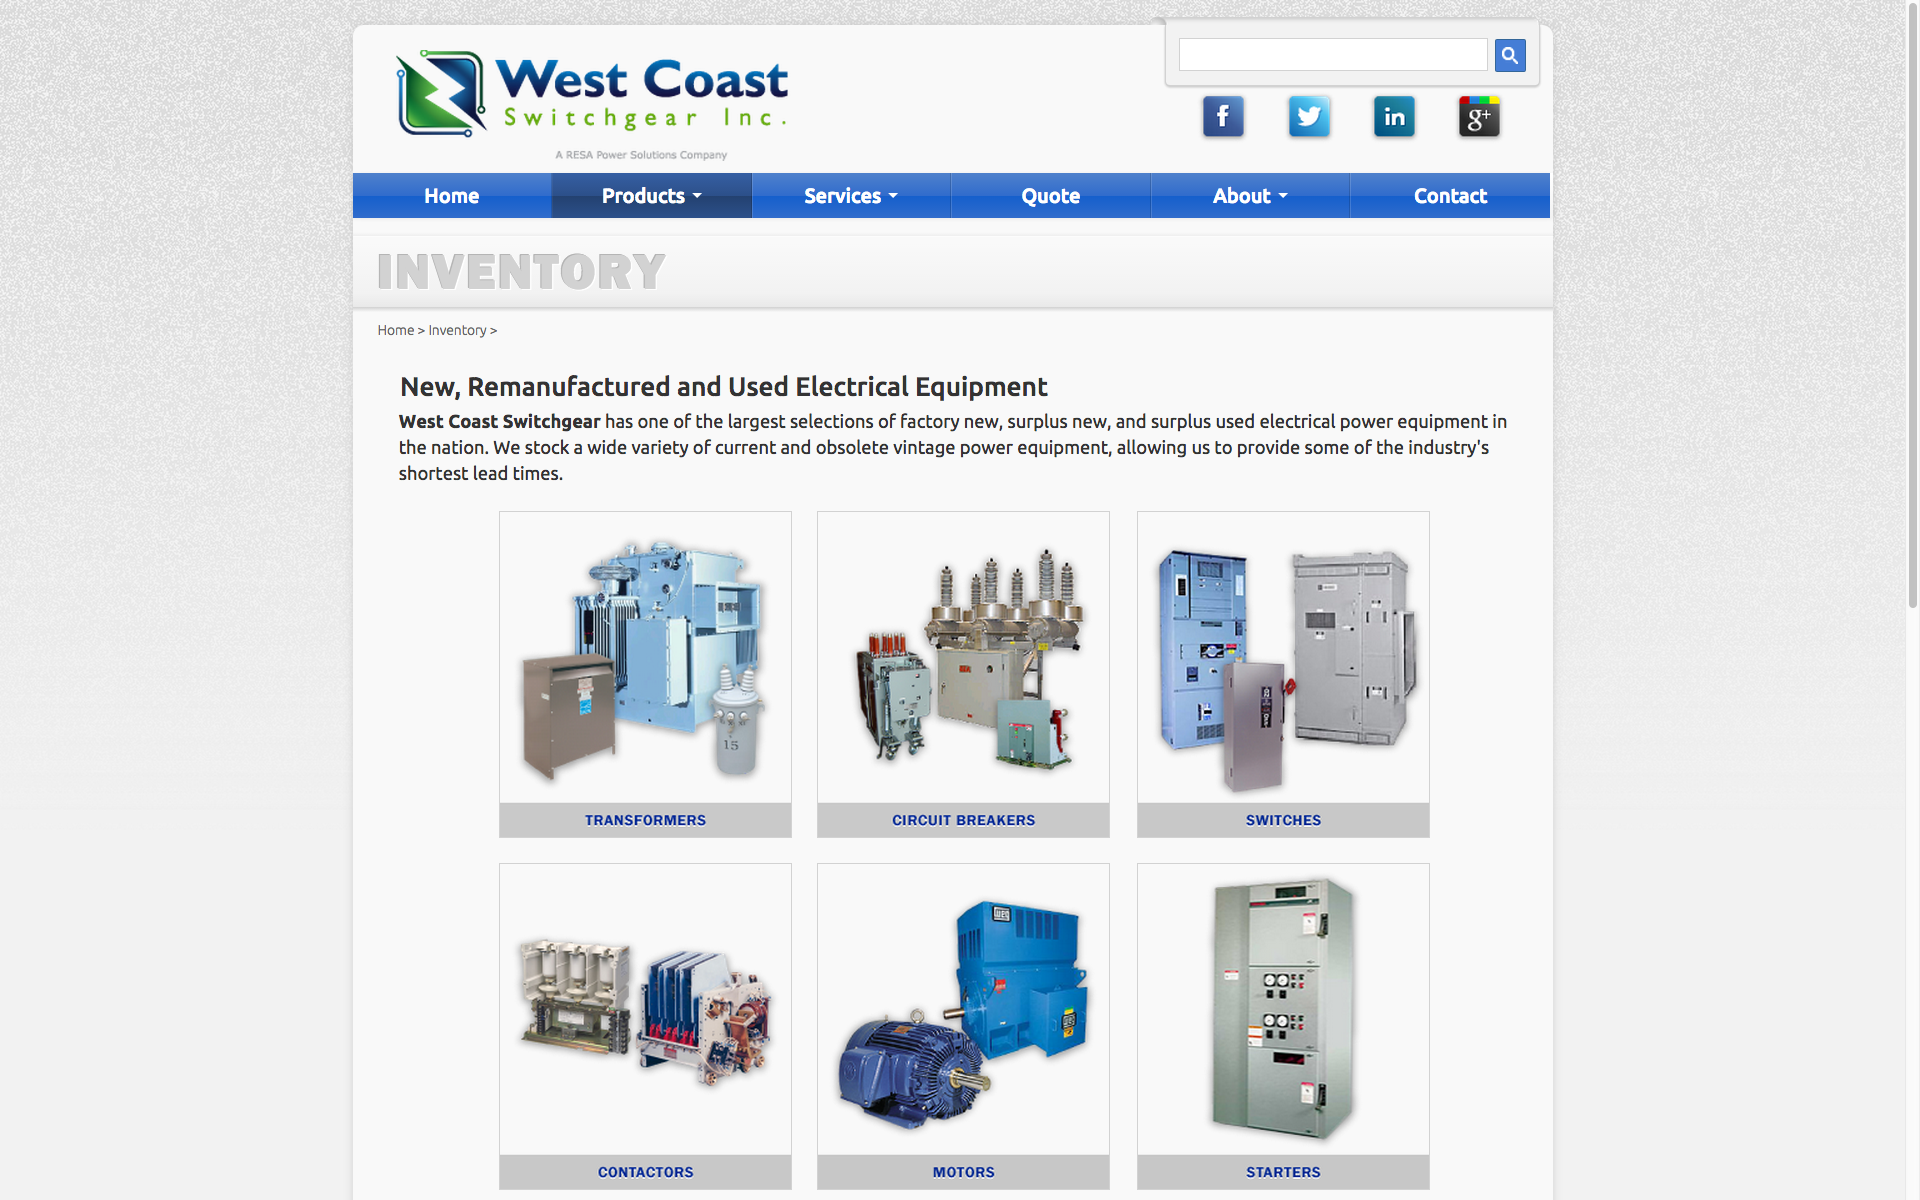 West Coast
Switchgear Inc.
A RESA Power Solutions Company
f
in
g+
Home
Products
Services
Quote
About
Contact
INVENTORY
Home > Inventory >
New, Remanufactured and Used Electrical Equipment
West Coast Switchgear has one of the largest selections of factory new, surplus new, and surplus used electrical power equipment in
the nation. We stock a wide variety of current and obsolete vintage power equipment, allowing us to provide some of the industry's
shortest lead times.
15
TRANSFORMERS
CIRCUIT BREAKERS
SWITCHES
WEG
CONTACTORS
MOTORS
STARTERS